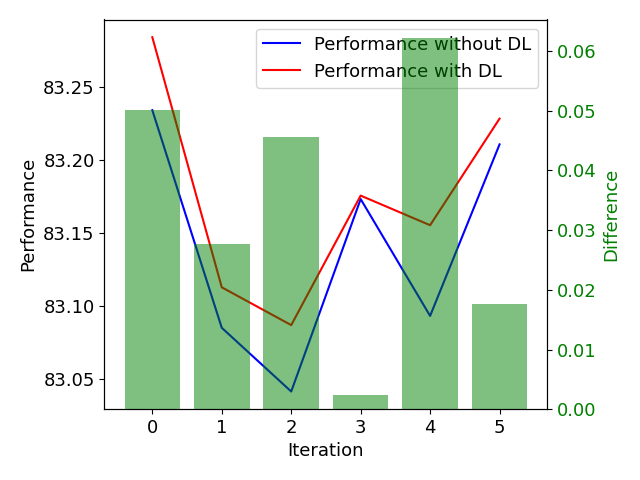 Performance without DL
Performance with DL
83.25
83.20
83.15
83.10
83.05
Performance
0.06
0.05
0.04
0.03
0.02
0.01
0.00
Difference
0 1 2 3 4 5
Iteration